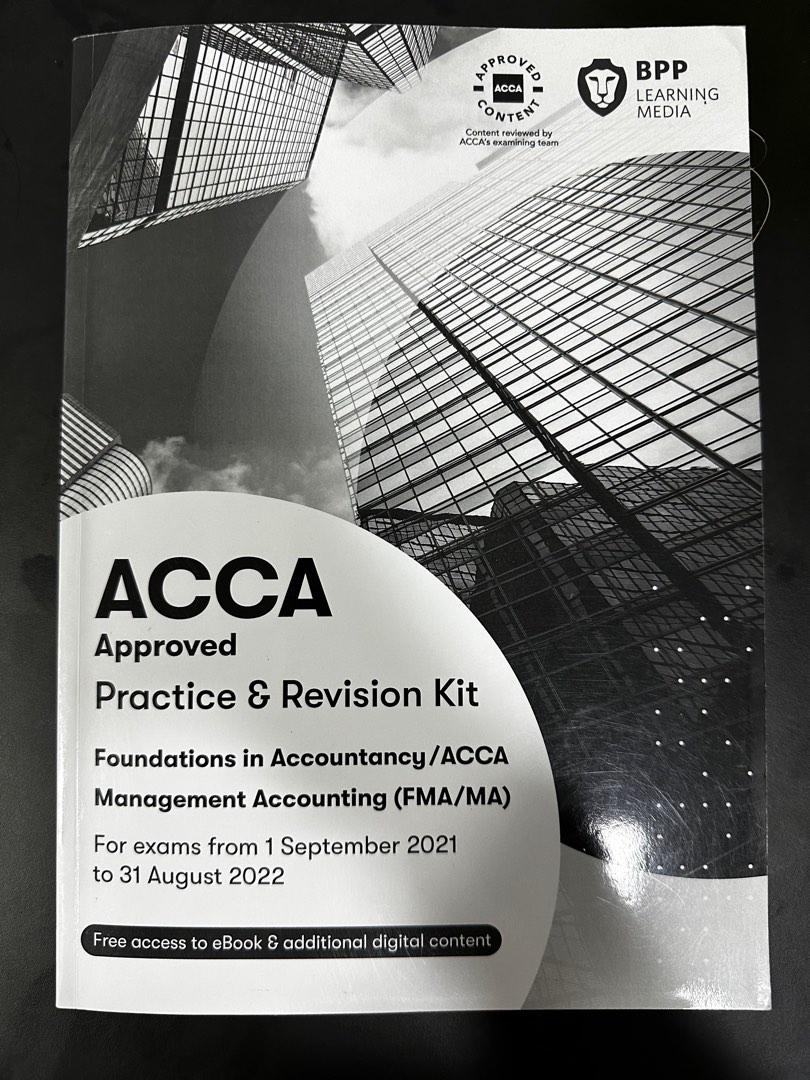 APPROVED
ACCA
CONTENT
Content reviewed by
ACCA's examining team
BPP
LEARNING
MEDIA
ACCA
Approved
Practice & Revision Kit
Foundations in Accountancy/ACCA
Management Accounting (FMA/MA)
For exams from 1 September 2021
to 31 August 2022
Free access to eBook & additional digital content